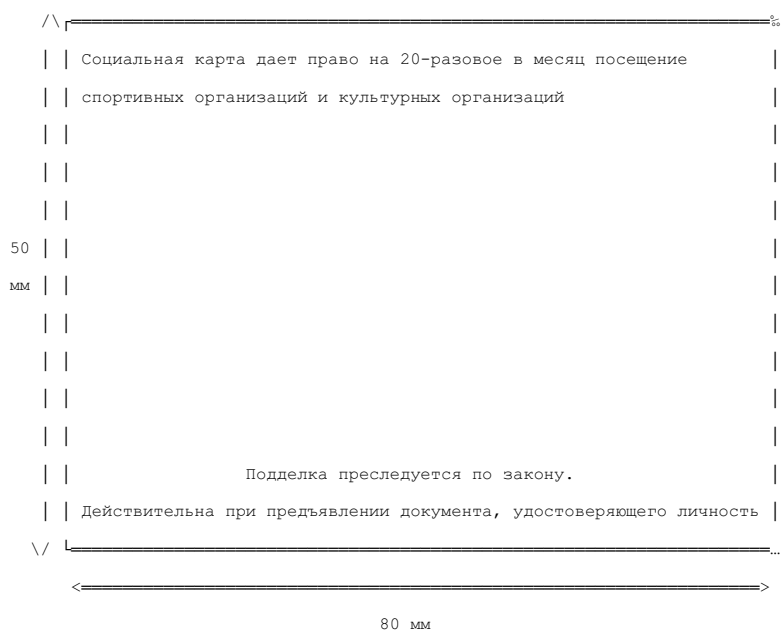 Социальная карта дает право на 20-разовое в месяц посещение
спортивных организаций и культурных организаций
50
мм
Подделка преследуется по закону.
Действительна при предъявлении документа, удостоверяющего личность
80 мм